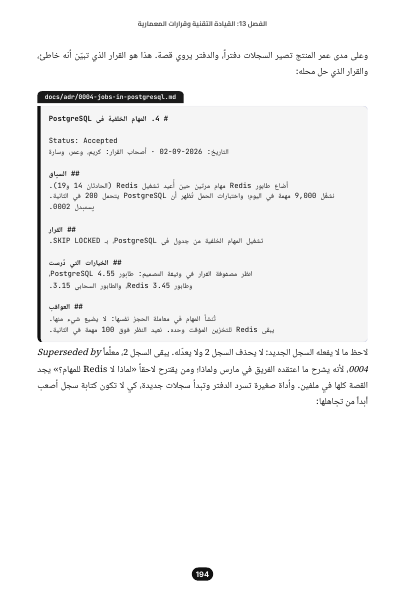 الفصل 13: القيادة التقنية وقرارات المعمارية
وعلى مدى عمر المنتج تصير السجلات دفتراً، والدفتر يروي قصة. هذا هو القرار الذي تبيّن أنه خاطئ،
والقرار الذي حل محله:
docs/adr/0004-jobs-in-postgresql.md
# 4. المهام الخلفية في PostgreSQL
Status: Accepted
التاريخ: 2026-09-02 - أصحاب القرار: كريم، وعمر، وسارة
## السياق
أضاع طابور Redis مهام مرتين حين أُعيد تشغيل Redis (الحادثتان 14 و19).
نشغّل 9,000 مهمة في اليوم؛ واختبارات الحمل تُظهر أن PostgreSQL يتحمل 200 في الثانية.
يستبدل 0002.
## القرار
تشغيل المهام الخلفية من جدول في PostgreSQL، بـ SKIP LOCKED.
## الخيارات التي دُرست
انظر مصفوفة القرار في وثيقة التصميم: طابور PostgreSQL 4.55،
وطابور Redis 3.45، والطابور السحابي 3.15.
## العواقب
تُنشأ المهام في معاملة الحجز نفسها: لا يضيع شيء منها.
يبقى Redis للتخزين المؤقت وحده. نعيد النظر فوق 100 مهمة في الثانية.
لاحظ ما لا يفعله السجل الجديد: لا يحذف السجل 2 ولا يعدّله. يبقى السجل 2، معلَّماً Superseded by
0004، لأنه يشرح ما اعتقده الفريق في مارس ولماذا؛ ومن يقترح لاحقاً «لماذا لا Redis للمهام؟» يجد
القصة كلها في ملفين. وأداة صغيرة تسرد الدفتر وتبدأ سجلات جديدة، كي لا تكون كتابة سجل أصعب
أبداً من تجاهلها:
194